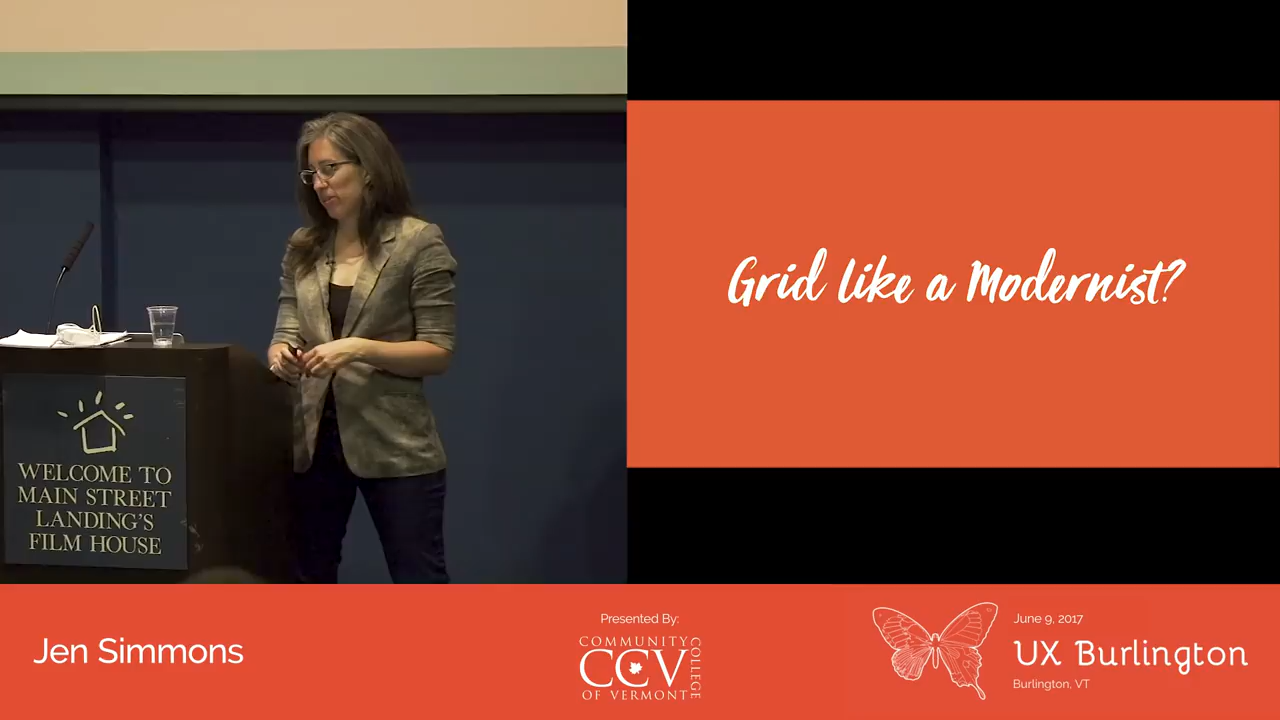 Grid like a Modernist?
WELCOME TO
MAIN STREET
LANDING'S
FILM HOUSE
Jen Simmons
Presented By:
COMMUNITY
COLLEGE
CCV
OF VERMONT
June 9, 2017
UX Burlington
Burlington, VT